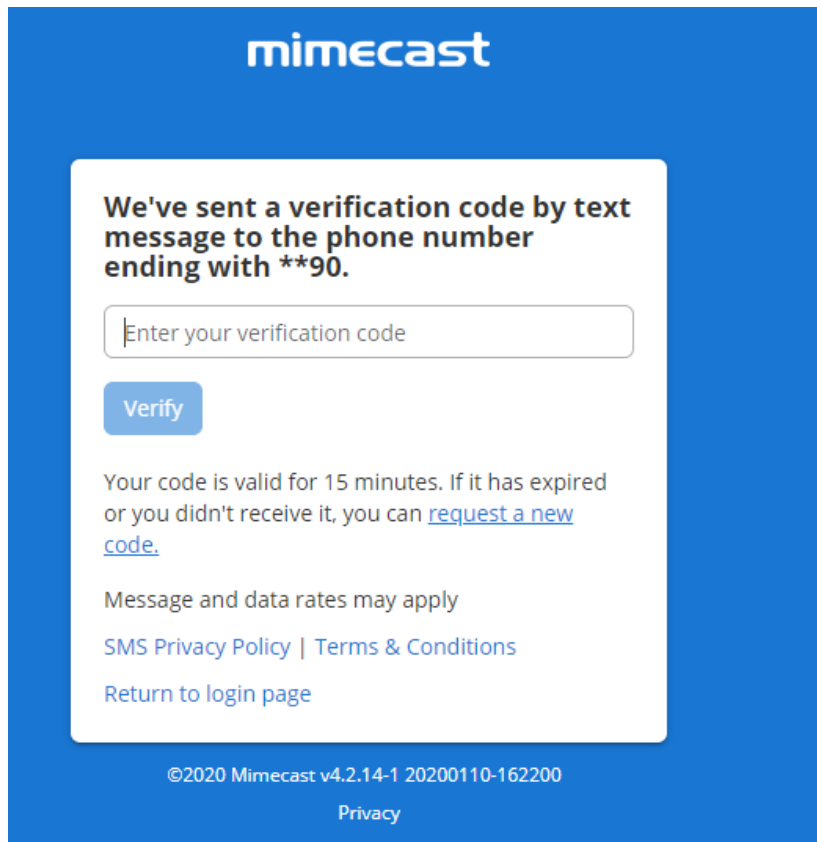 mimecast
We've sent a verification code by text
message to the phone number
ending with **90.
Enter your verification code
Verify
Your code is valid for 15 minutes. If it has expired
or you didn't receive it, you can request a new
code.
Message and data rates may apply
SMS Privacy Policy | Terms & Conditions
Return to login page
©2020 Mimecast v4.2.14-1 20200110-162200
Privacy